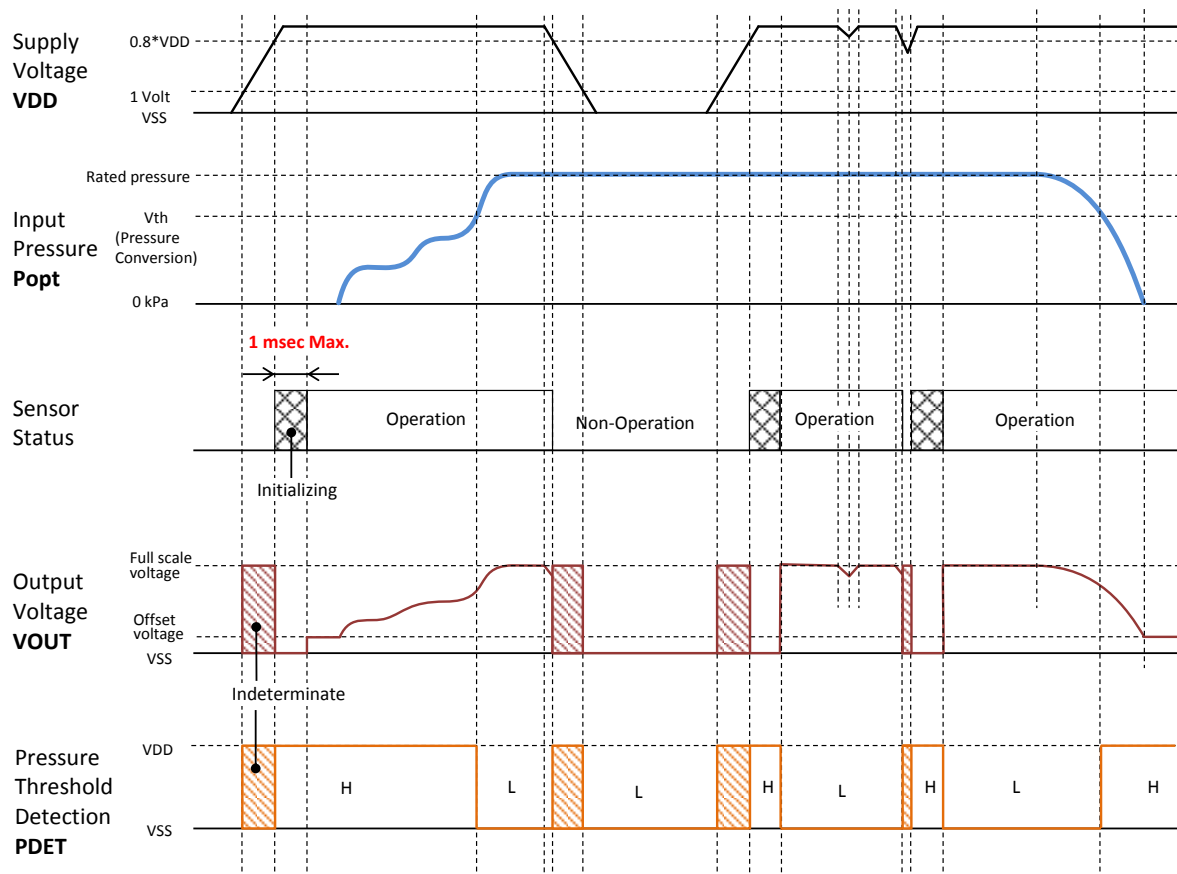 Supply
Voltage
VDD
0.8*VDD
1 Volt
VSS
Input
Pressure
Popt
Rated pressure
Vth
(Pressure
Conversion)
0 kPa
1 msec Max.
Sensor
Status
Operation
Non-Operation
Operation
Operation
Initializing
Output
Voltage
VOUT
Full scale
voltage
Offset
voltage
VSS
Indeterminate
Pressure
Threshold
Detection
PDET
VDD
VSS
H
L
L
H
L
H
L
H